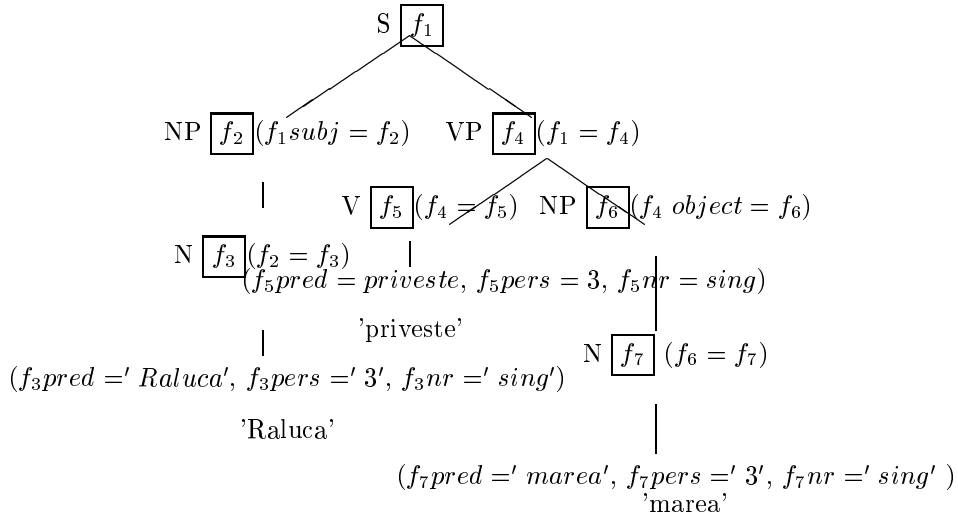 S f₁
NP f₂ (f₁subj = f₂) VP f₄ (f₁ = f₄)
V f₅ (f₄ = f₅) NP f₆ (f₄ object = f₆)
N f₃ (f₂ = f₃)
(f₅pred = priveste, f₅pers = 3, f₅nr = sing)
'priveste'
N f₇ (f₆ = f₇)
(f₃pred =' Raluca', f₃pers =' 3', f₃nr =' sing')
'Raluca'
(f₇pred =' marea', f₇pers =' 3', f₇nr =' sing' )
'marea'